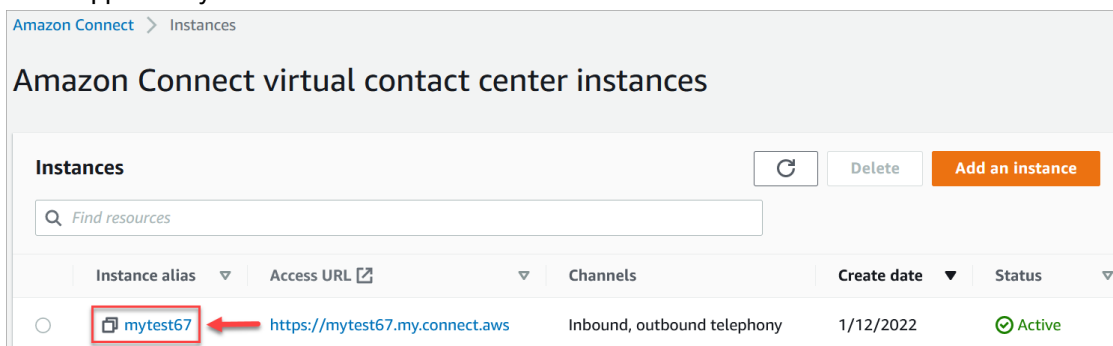 Amazon Connect > Instances
Amazon Connect virtual contact center instances
Instances
Delete
Add an instance
Find resources
Instance alias Access URL Channels Create date Status
mytest67 https://mytest67.my.connect.aws Inbound, outbound telephony 1/12/2022 Active